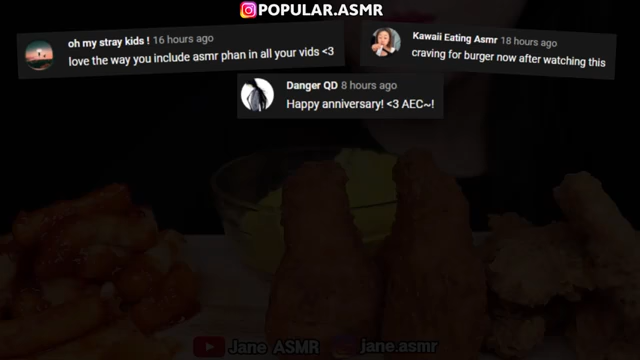 POPULAR.ASMR
oh my stray kids ! 16 hours ago
love the way you include asmr phan in all your vids <3
Kawaii Eating Asmr 18 hours ago
craving for burger now after watching this
Danger QD 8 hours ago
Happy anniversary! <3 AEC~!
Jane ASMR jane.asmr